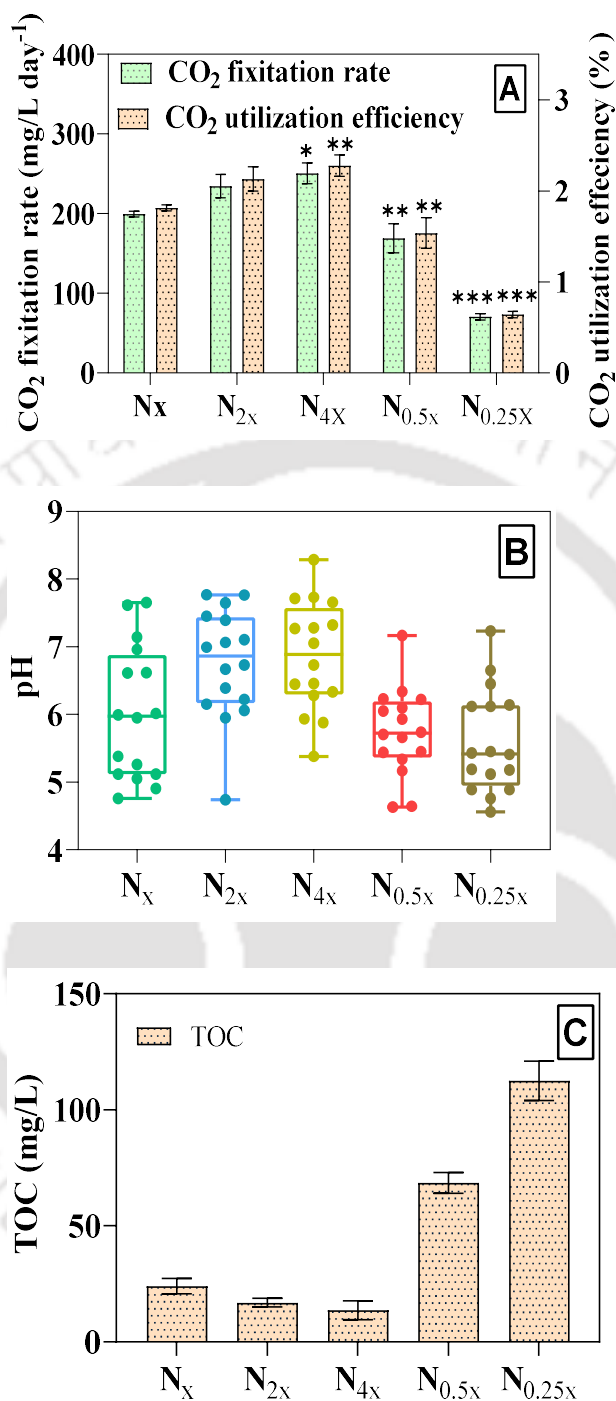 A
CO₂ fixitation rate
CO₂ utilization efficiency
CO₂ fixitation rate (mg/L day⁻¹)
CO₂ utilization effeciency (%)
400
300
200
100
0
3
2
1
0
* **
** **
*** ***
Nx N₂ₓ N₄X N₀.₅ₓ N₀.₂₅X
B
pH
9
8
7
6
5
4
Nₓ N₂ₓ N₄ₓ N₀.₅ₓ N₀.₂₅ₓ
C
TOC
TOC (mg/L)
150
100
50
0
Nₓ N₂ₓ N₄ₓ N₀.₅ₓ N₀.₂₅ₓ